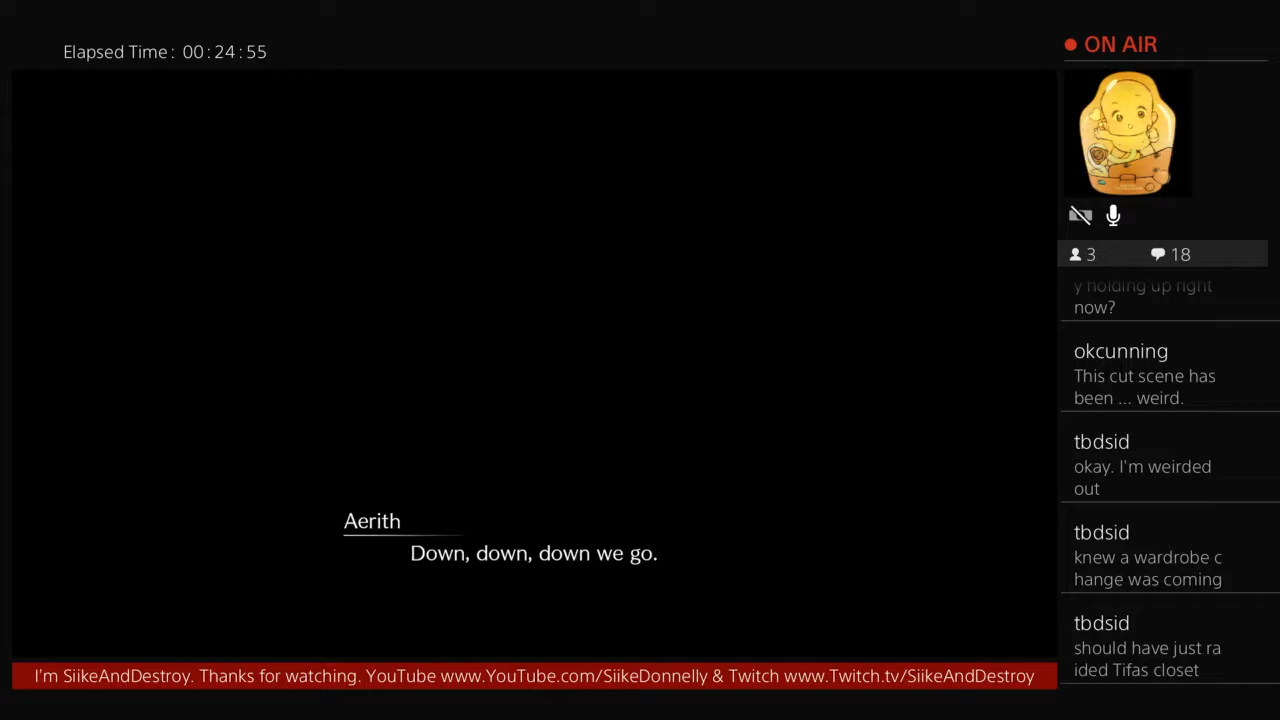 Elapsed Time: 00:24:55
ON AIR
3 18
y holding up right
now?
okcunning
This cut scene has
been ... weird.
tbdsid
okay. I'm weirded
out
tbdsid
knew a wardrobe c
hange was coming
tbdsid
should have just ra
ided Tifas closet
Aerith
Down, down, down we go.
I'm SiikeAndDestroy. Thanks for watching. YouTube www.YouTube.com/SiikeDonnelly & Twitch www.Twitch.tv/SiikeAndDestroy